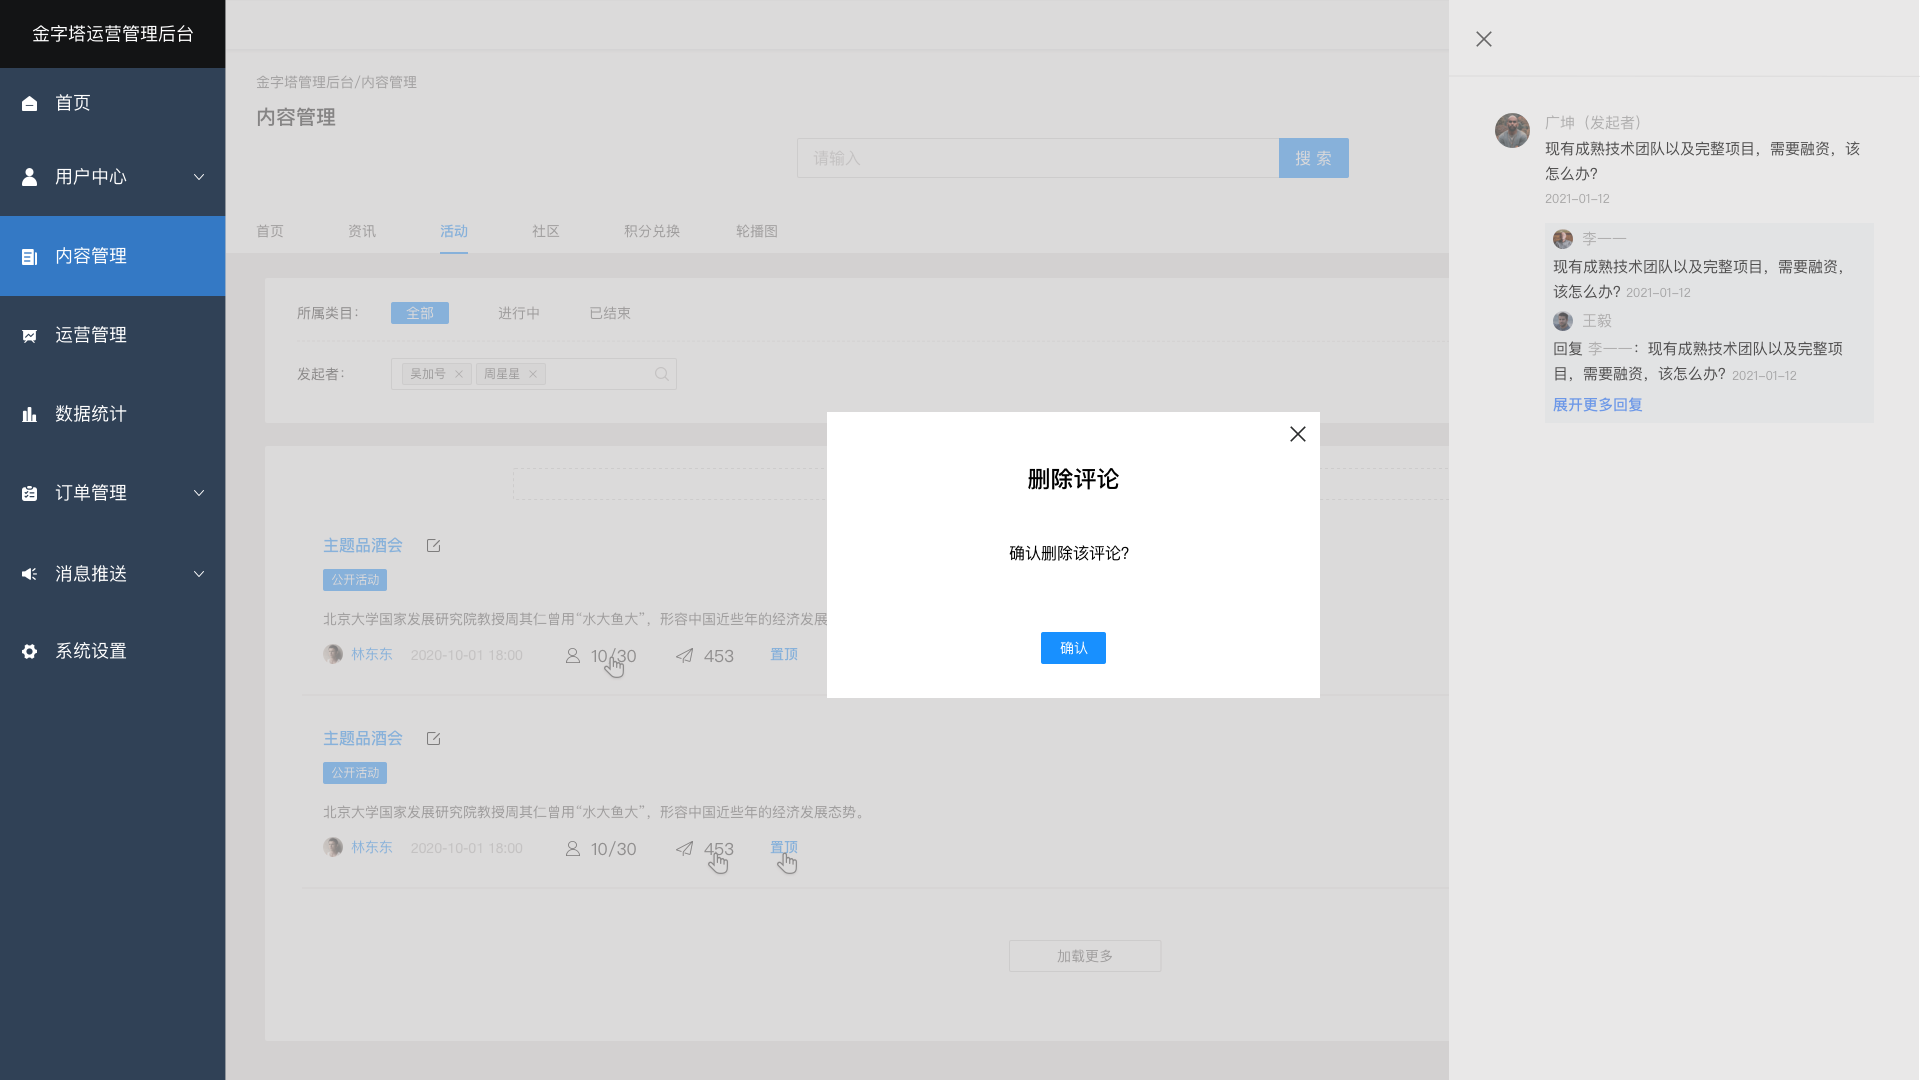 金字塔运营管理后台
首页
用户中心
内容管理
运营管理
数据统计
订单管理
消息推送
系统设置
金字塔管理后台/内容管理
内容管理
请输入
搜 索
首页 资讯 活动 社区 积分兑换 轮播图
所属类目： 全部 进行中 已结束
发起者： 吴加号 周星星
主题品酒会
公开活动
北京大学国家发展研究院教授周其仁曾用“水大鱼大”，形容中国近些年的经济发展
林东东 2020-10-01 18:00 10/30 453 置顶
主题品酒会
公开活动
北京大学国家发展研究院教授周其仁曾用“水大鱼大”，形容中国近些年的经济发展态势。
林东东 2020-10-01 18:00 10/30 453 置顶
加载更多
删除评论
确认删除该评论？
确认
广坤（发起者）
现有成熟技术团队以及完整项目，需要融资，该
怎么办？
2021-01-12
李一一
现有成熟技术团队以及完整项目，需要融资，
该怎么办？ 2021-01-12
王毅
回复 李一一：现有成熟技术团队以及完整项
目，需要融资，该怎么办？ 2021-01-12
展开更多回复